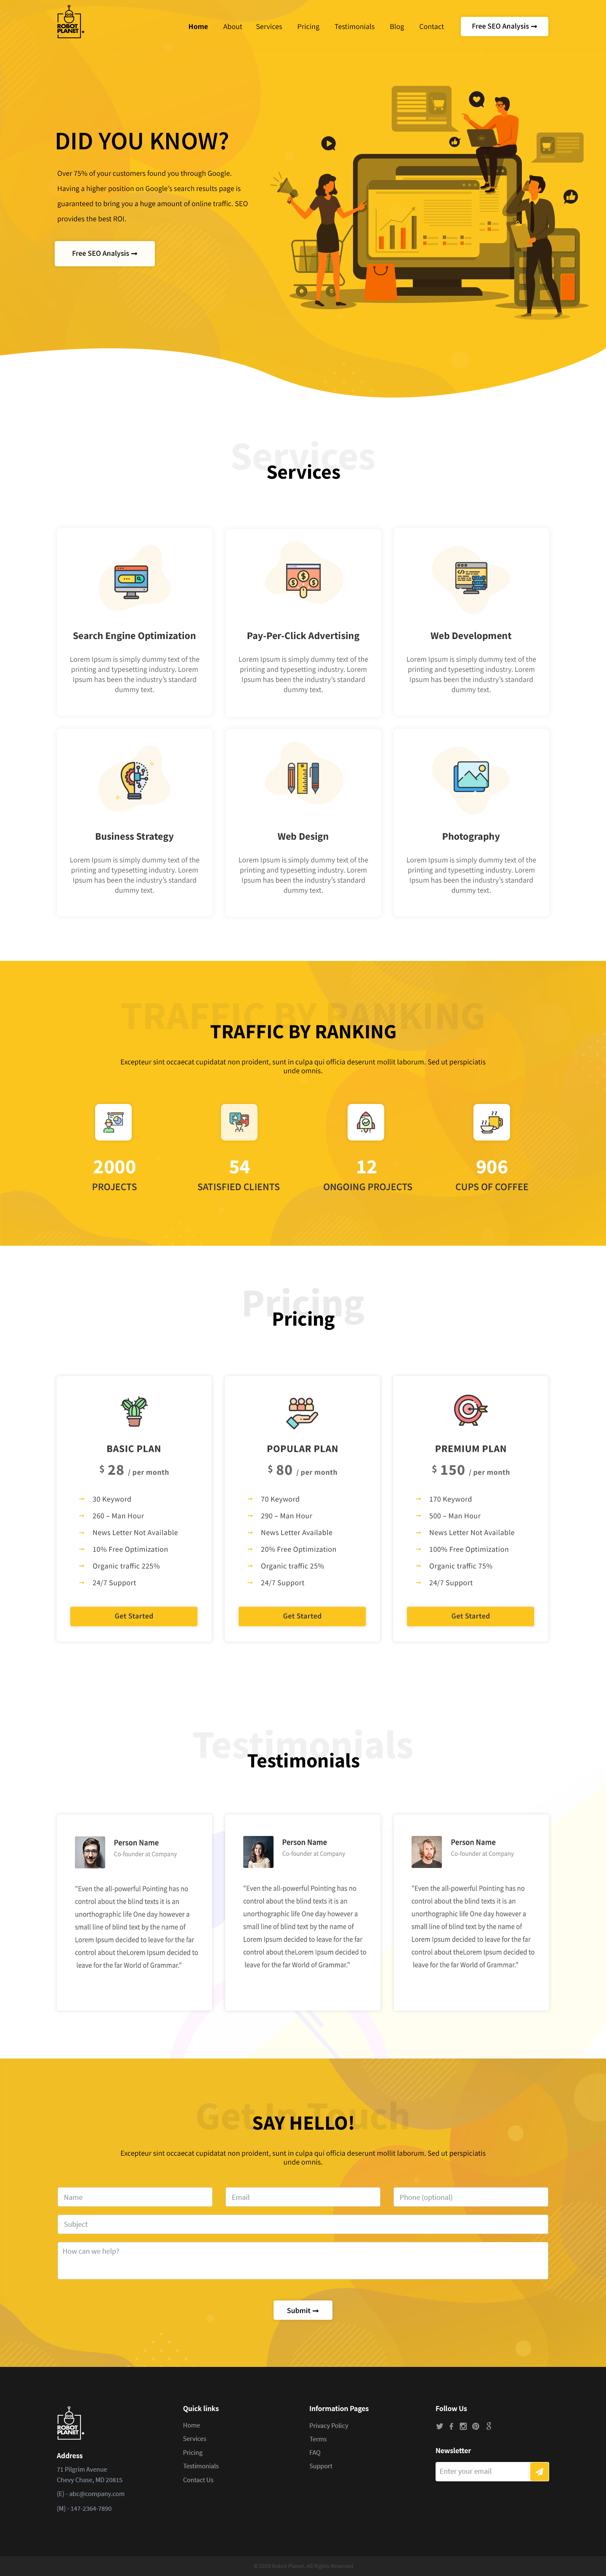 ROBOT
PLANET
Home About Services Pricing Testimonials Blog Contact Free SEO Analysis
DID YOU KNOW?
Over 75% of your customers found you through Google.
Having a higher position on Google's search results page is
guaranteed to bring you a huge amount of online traffic. SEO
provides the best ROI.
Free SEO Analysis
Services
Services
Search Engine Optimization
Lorem Ipsum is simply dummy text of the
printing and typesetting industry. Lorem
Ipsum has been the industry's standard
dummy text.
Pay-Per-Click Advertising
Lorem Ipsum is simply dummy text of the
printing and typesetting industry. Lorem
Ipsum has been the industry's standard
dummy text.
Web Development
Lorem Ipsum is simply dummy text of the
printing and typesetting industry. Lorem
Ipsum has been the industry's standard
dummy text.
Business Strategy
Lorem Ipsum is simply dummy text of the
printing and typesetting industry. Lorem
Ipsum has been the industry's standard
dummy text.
Web Design
Lorem Ipsum is simply dummy text of the
printing and typesetting industry. Lorem
Ipsum has been the industry's standard
dummy text.
Photography
Lorem Ipsum is simply dummy text of the
printing and typesetting industry. Lorem
Ipsum has been the industry's standard
dummy text.
TRAFFIC BY RANKING
TRAFFIC BY RANKING
Excepteur sint occaecat cupidatat non proident, sunt in culpa qui officia deserunt mollit laborum. Sed ut perspiciatis
unde omnis.
2000
PROJECTS
54
SATISFIED CLIENTS
12
ONGOING PROJECTS
906
CUPS OF COFFEE
Pricing
Pricing
BASIC PLAN
$ 28 / per month
30 Keyword
260 – Man Hour
News Letter Not Available
10% Free Optimization
Organic traffic 225%
24/7 Support
Get Started
POPULAR PLAN
$ 80 / per month
70 Keyword
290 – Man Hour
News Letter Available
20% Free Optimization
Organic traffic 25%
24/7 Support
Get Started
PREMIUM PLAN
$ 150 / per month
170 Keyword
500 – Man Hour
News Letter Not Available
100% Free Optimization
Organic traffic 75%
24/7 Support
Get Started
Testimonials
Testimonials
Person Name
Co-founder at Company
"Even the all-powerful Pointing has no
control about the blind texts it is an
unorthographic life One day however a
small line of blind text by the name of
Lorem Ipsum decided to leave for the far
control about theLorem Ipsum decided to
leave for the far World of Grammar."
Person Name
Co-founder at Company
"Even the all-powerful Pointing has no
control about the blind texts it is an
unorthographic life One day however a
small line of blind text by the name of
Lorem Ipsum decided to leave for the far
control about theLorem Ipsum decided to
leave for the far World of Grammar."
Person Name
Co-founder at Company
"Even the all-powerful Pointing has no
control about the blind texts it is an
unorthographic life One day however a
small line of blind text by the name of
Lorem Ipsum decided to leave for the far
control about theLorem Ipsum decided to
leave for the far World of Grammar."
Get In Touch
SAY HELLO!
Excepteur sint occaecat cupidatat non proident, sunt in culpa qui officia deserunt mollit laborum. Sed ut perspiciatis
unde omnis.
Name Email Phone (optional)
Subject
How can we help?
Submit
ROBOT
PLANET
Address
71 Pilgrim Avenue
Chevy Chase, MD 20815
(E) - abc@company.com
(M) - 147-2364-7890
Quick links
Home
Services
Pricing
Testimonials
Contact Us
Information Pages
Privacy Policy
Terms
FAQ
Support
Follow Us
Newsletter
Enter your email
Robot Planet. All Rights Reserved